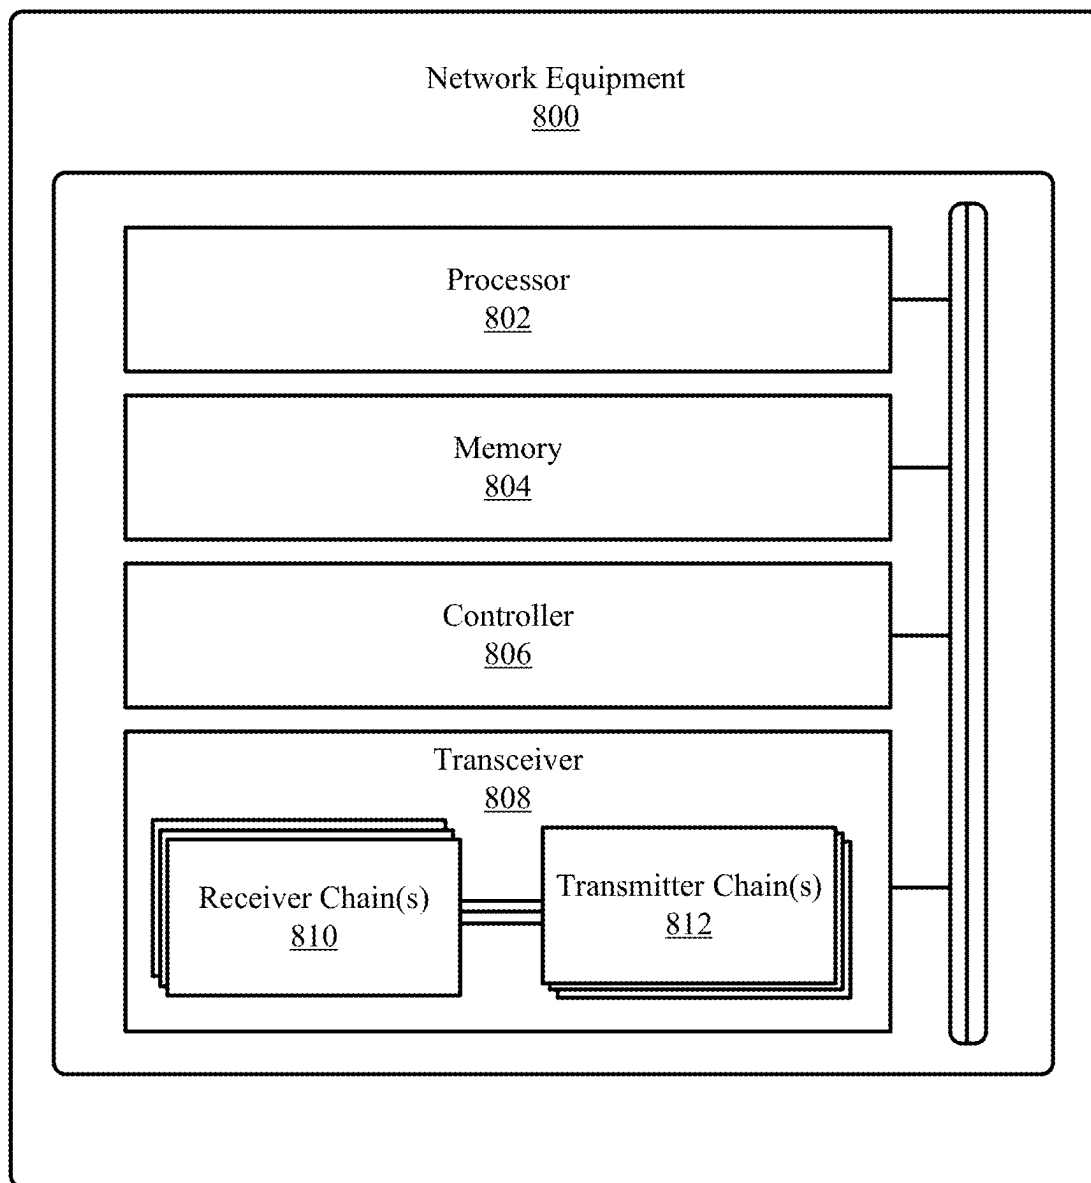 Network Equipment
800
Processor
802
Memory
804
Controller
806
Transceiver
808
Receiver Chain(s)
810
Transmitter Chain(s)
812